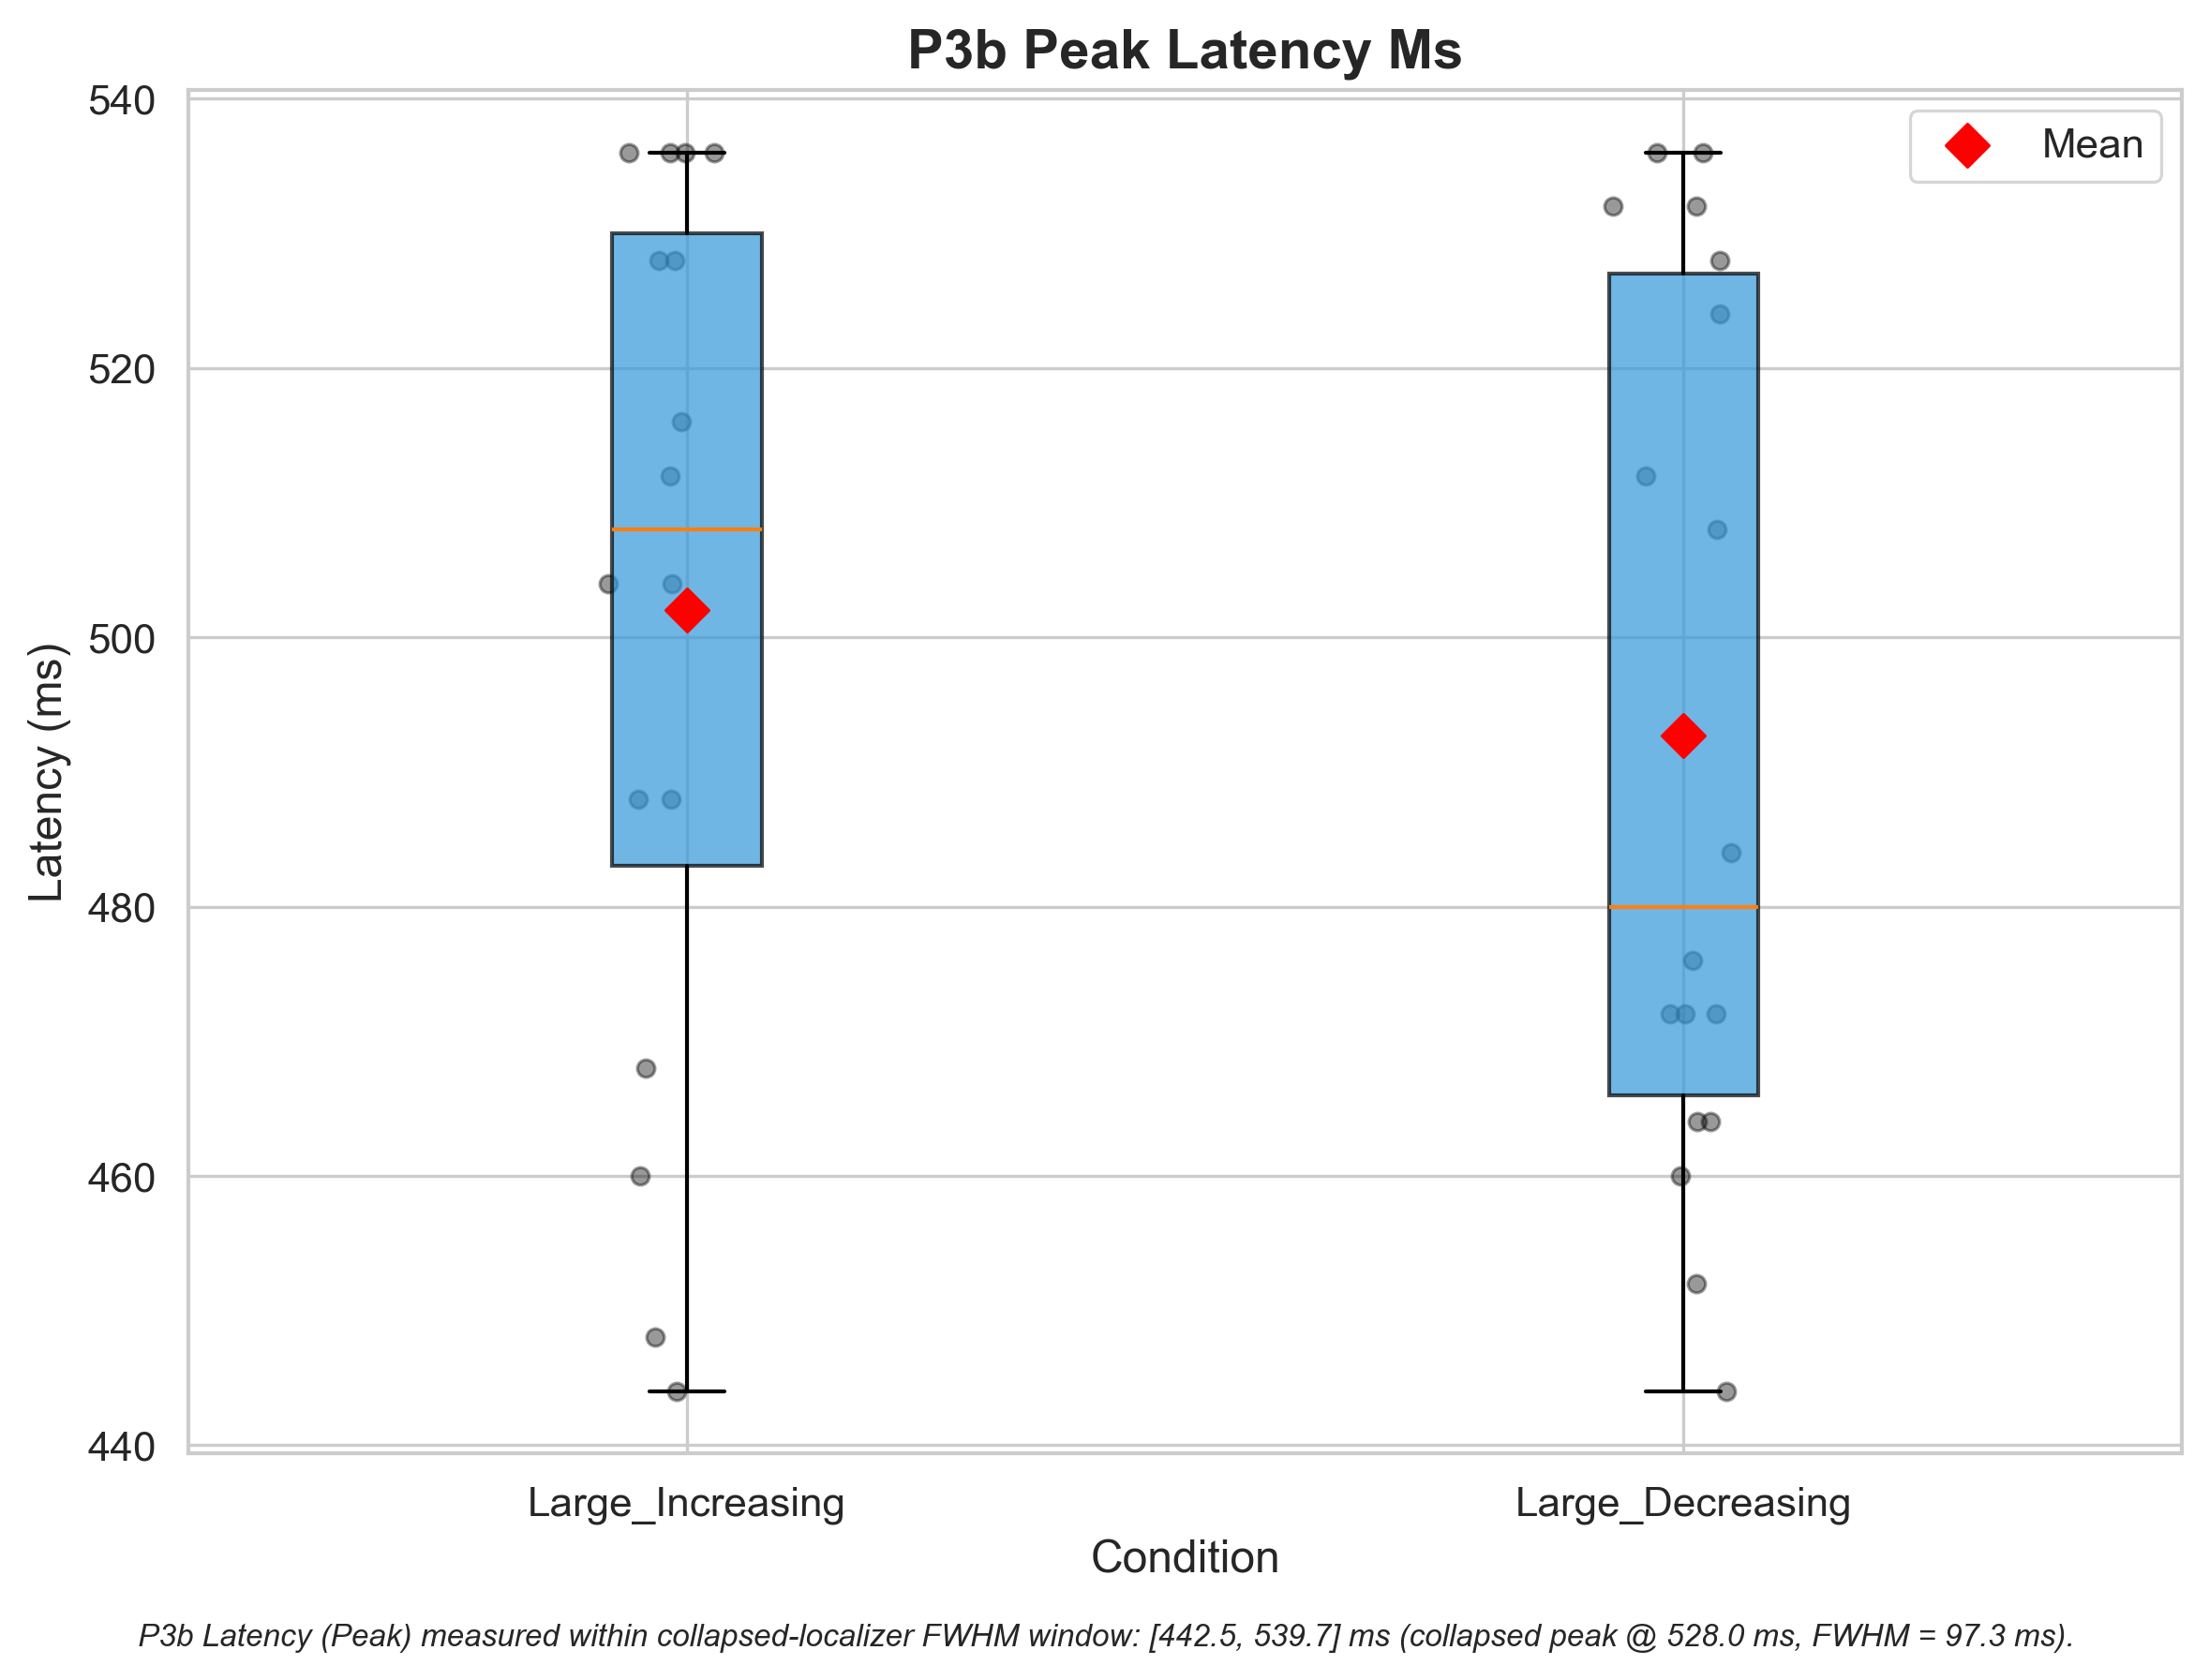 P3b Peak Latency Ms
540
520
500
480
460
440
Latency (ms)
Mean
Large_Increasing
Large_Decreasing
Condition
P3b Latency (Peak) measured within collapsed-localizer FWHM window: [442.5, 539.7] ms (collapsed peak @ 528.0 ms, FWHM = 97.3 ms).